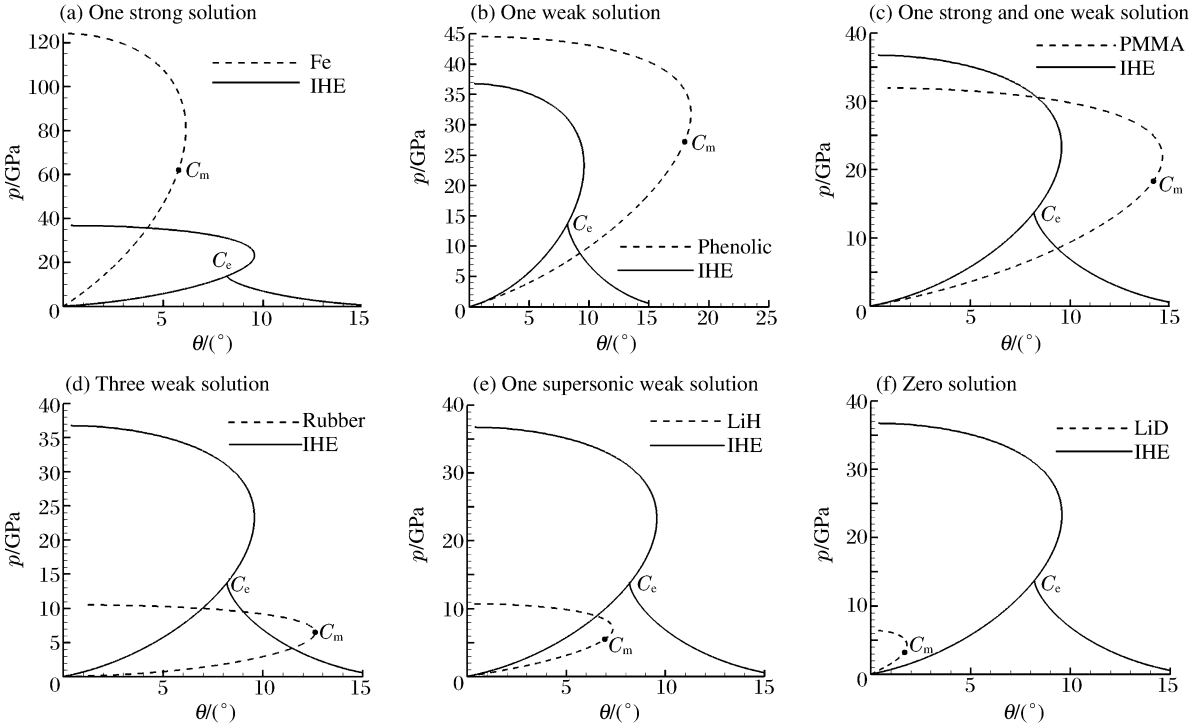 (a) One strong solution
120
100
80
60
40
20
0
5
10
15
p/GPa
θ/(°)
Fe
IHE
Cm
Ce
(b) One weak solution
45
40
35
30
25
20
15
10
5
0
5
10
15
20
25
p/GPa
θ/(°)
Cm
Ce
Phenolic
IHE
(c) One strong and one weak solution
40
30
20
10
0
5
10
15
p/GPa
θ/(°)
PMMA
IHE
Cm
Ce
(d) Three weak solution
40
35
30
25
20
15
10
5
0
5
10
15
p/GPa
θ/(°)
Rubber
IHE
Ce
Cm
(e) One supersonic weak solution
40
30
20
10
0
5
10
15
p/GPa
θ/(°)
LiH
IHE
Ce
Cm
(f) Zero solution
40
30
20
10
0
5
10
15
p/GPa
θ/(°)
LiD
IHE
Ce
Cm